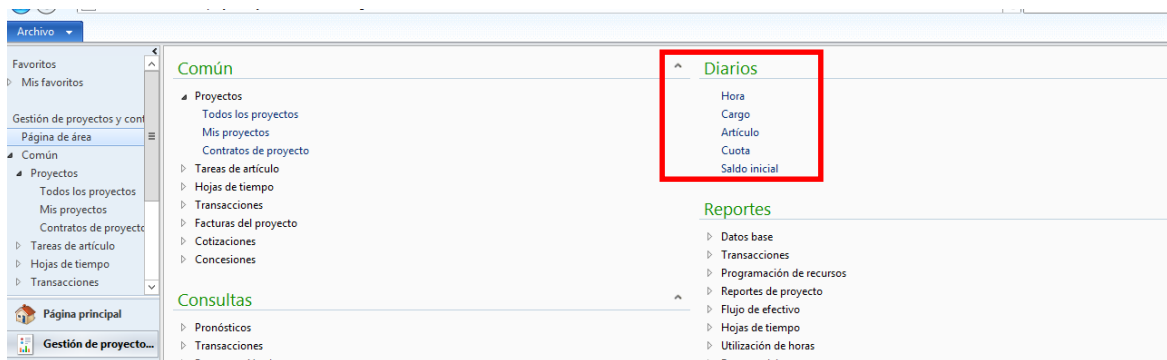 Archivo
Favoritos
Mis favoritos
Gestión de proyectos y cont
Página de área
Común
Proyectos
Todos los proyectos
Mis proyectos
Contratos de proyecto
Tareas de artículo
Hojas de tiempo
Transacciones
Página principal
Gestión de proyecto...
Común
Proyectos
Todos los proyectos
Mis proyectos
Contratos de proyecto
Tareas de artículo
Hojas de tiempo
Transacciones
Facturas del proyecto
Cotizaciones
Concesiones
Consultas
Pronósticos
Transacciones
Diarios
Hora
Cargo
Artículo
Cuota
Saldo inicial
Reportes
Datos base
Transacciones
Programación de recursos
Reportes de proyecto
Flujo de efectivo
Hojas de tiempo
Utilización de horas